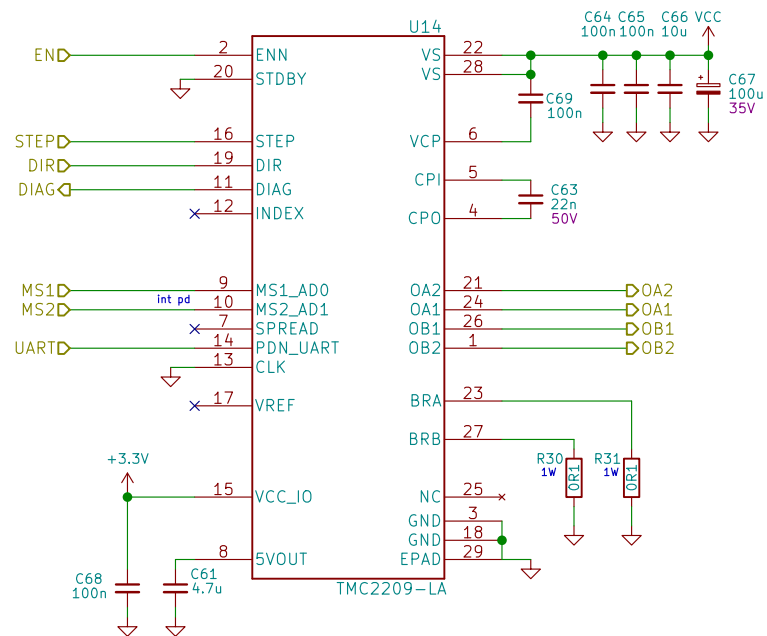 U14
C64 C65 C66 VCC
100n 100n 10u
EN 2 ENN VS 22
20 STDBY VS 28
+ C67
100u
35V
C69
100n
STEP 16 STEP VCP 6
DIR 19 DIR
DIAG 11 DIAG CPI 5
12 INDEX CPO 4
C63
22n
50V
MS1 9 MS1_AD0 OA2 21 OA2
int pd
MS2 10 MS2_AD1 OA1 24 OA1
7 SPREAD OB1 26 OB1
UART 14 PDN_UART OB2 1 OB2
13 CLK
17 VREF BRA 23
BRB 27
+3.3V
R30 R31
1W 1W
0R1 0R1
15 VCC_IO NC 25
GND 3
GND 18
8 5VOUT EPAD 29
C68 C61
100n 4.7u
TMC2209-LA